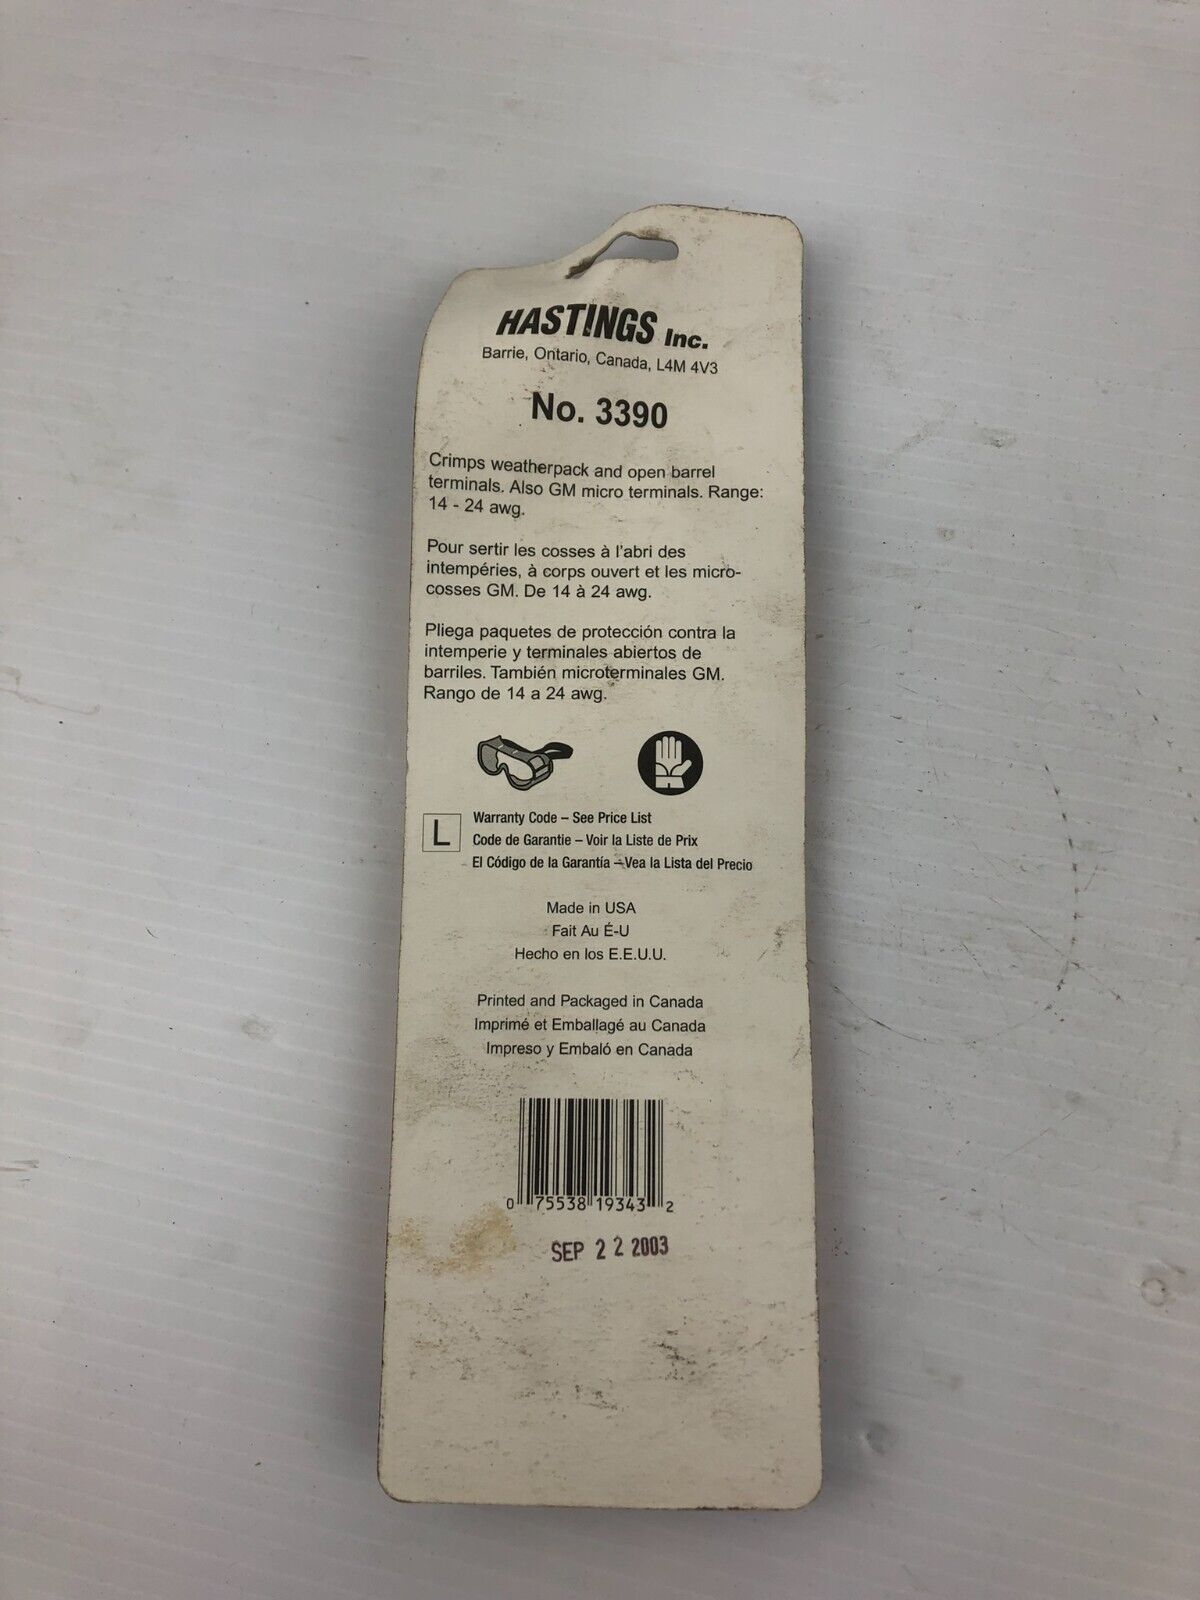 HASTINGS Inc.
Barrie, Ontario, Canada, L4M 4V3
No. 3390
Crimps weatherpack and open barrel
terminals. Also GM micro terminals. Range:
14 - 24 awg.
Pour sertir les cosses à l'abri des
intempéries, à corps ouvert et les micro-
cosses GM. De 14 à 24 awg.
Pliega paquetes de protección contra la
intemperie y terminales abiertos de
barriles. También microterminales GM.
Rango de 14 a 24 awg.
L
Warranty Code – See Price List
Code de Garantie – Voir la Liste de Prix
El Código de la Garantía – Vea la Lista del Precio
Made in USA
Fait Au É-U
Hecho en los E.E.U.U.
Printed and Packaged in Canada
Imprimé et Emballagé au Canada
Impreso y Embaló en Canada
0 75538 19343 2
SEP 22 2003